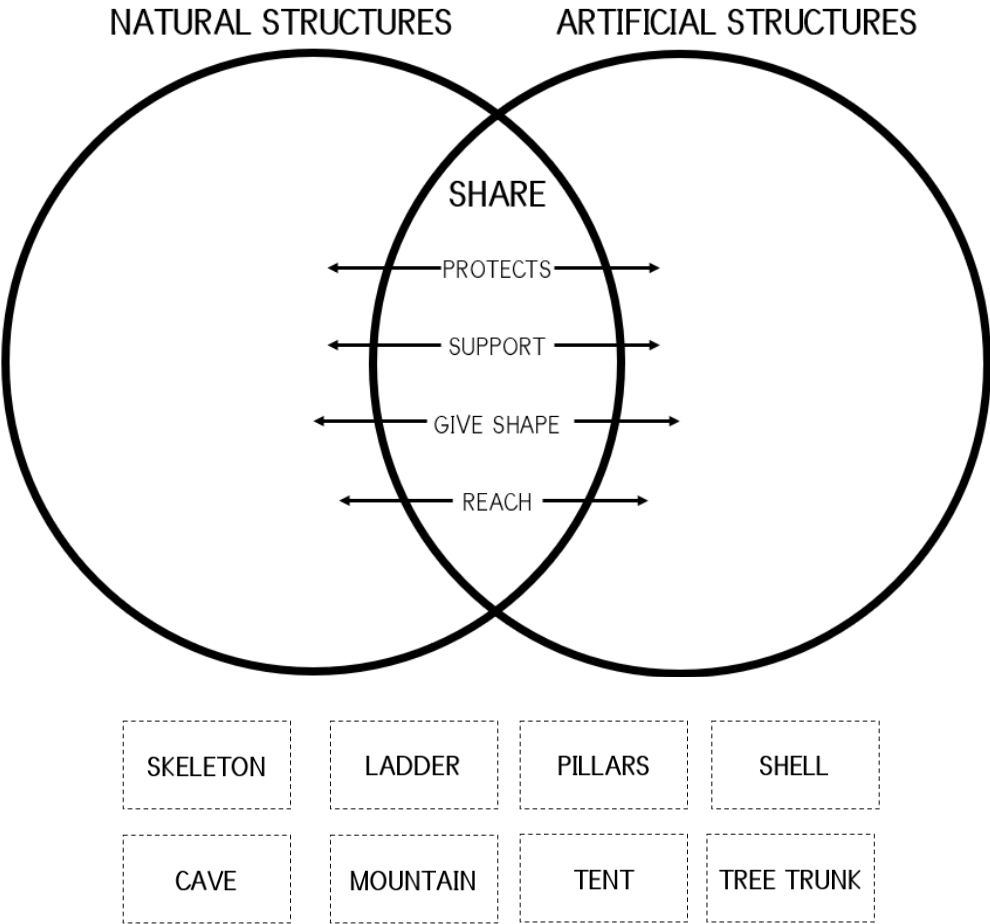 NATURAL STRUCTURES
ARTIFICIAL STRUCTURES
SHARE
PROTECTS
SUPPORT
GIVE SHAPE
REACH
SKELETON
LADDER
PILLARS
SHELL
CAVE
MOUNTAIN
TENT
TREE TRUNK